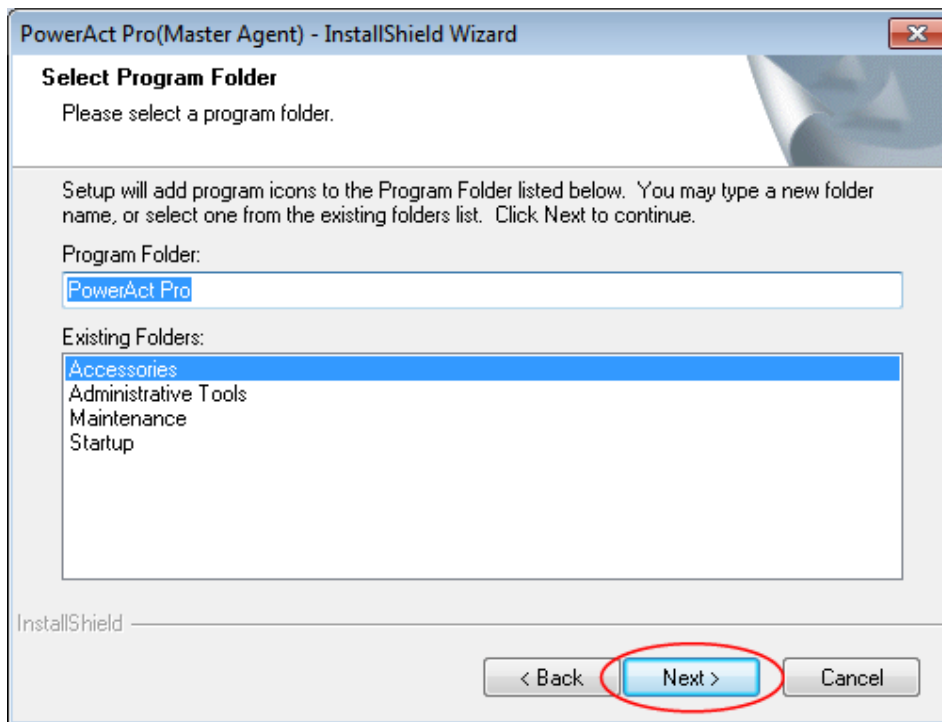 PowerAct Pro(Master Agent) - InstallShield Wizard
Select Program Folder
Please select a program folder.
Setup will add program icons to the Program Folder listed below.  You may type a new folder
name, or select one from the existing folders list.  Click Next to continue.
Program Folder:
PowerAct Pro
Existing Folders:
Accessories
Administrative Tools
Maintenance
Startup
InstallShield
< Back
Next >
Cancel